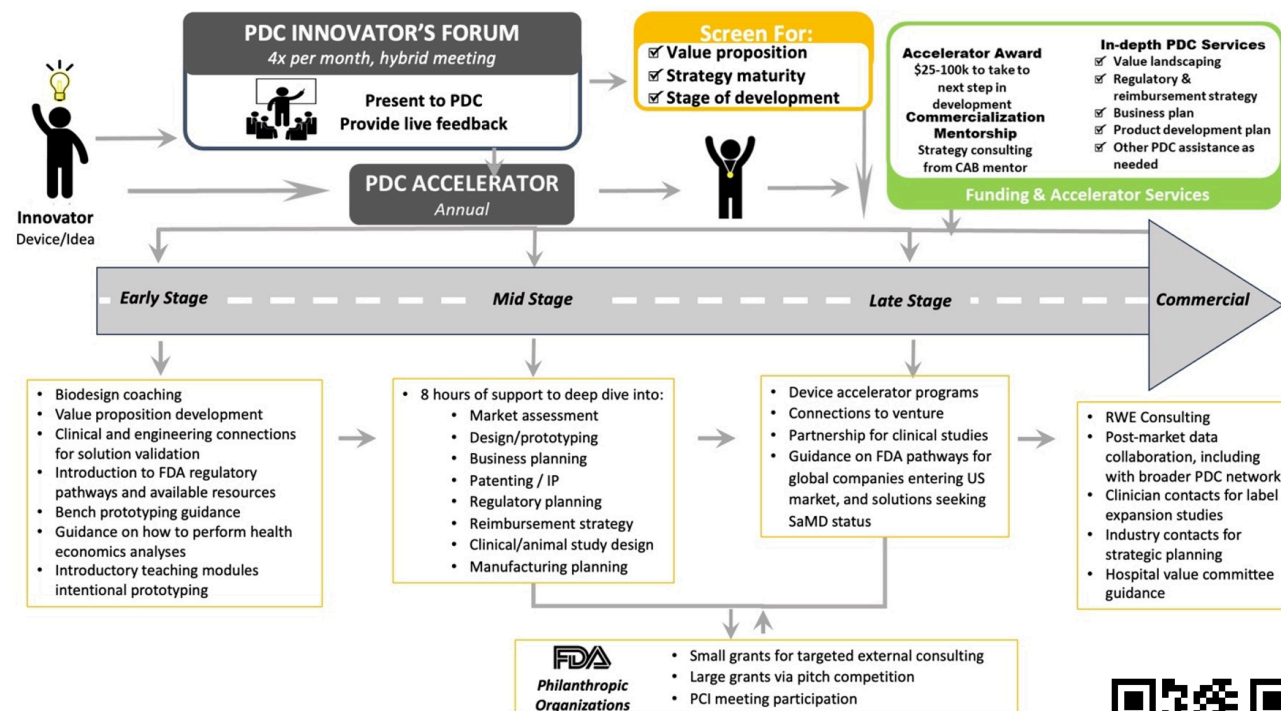 PDC INNOVATOR'S FORUM
4x per month, hybrid meeting
Present to PDC
Provide live feedback
Screen For:
Value proposition
Strategy maturity
Stage of development
Accelerator Award
$25-100k to take to
next step in
development
Commercialization
Mentorship
Strategy consulting
from CAB mentor
In-depth PDC Services
Value landscaping
Regulatory &
reimbursement strategy
Business plan
Product development plan
Other PDC assistance as
needed
Funding & Accelerator Services
Innovator
Device/Idea
PDC ACCELERATOR
Annual
Early Stage
Mid Stage
Late Stage
Commercial
• Biodesign coaching
• Value proposition development
• Clinical and engineering connections
for solution validation
• Introduction to FDA regulatory
pathways and available resources
• Bench prototyping guidance
• Guidance on how to perform health
economics analyses
• Introductory teaching modules
intentional prototyping
• 8 hours of support to deep dive into:
• Market assessment
• Design/prototyping
• Business planning
• Patenting / IP
• Regulatory planning
• Reimbursement strategy
• Clinical/animal study design
• Manufacturing planning
• Device accelerator programs
• Connections to venture
• Partnership for clinical studies
• Guidance on FDA pathways for
global companies entering US
market, and solutions seeking
SaMD status
• RWE Consulting
• Post-market data
collaboration, including
with broader PDC network
• Clinician contacts for label
expansion studies
• Industry contacts for
strategic planning
• Hospital value committee
guidance
FDA
Philanthropic
Organizations
• Small grants for targeted external consulting
• Large grants via pitch competition
• PCI meeting participation